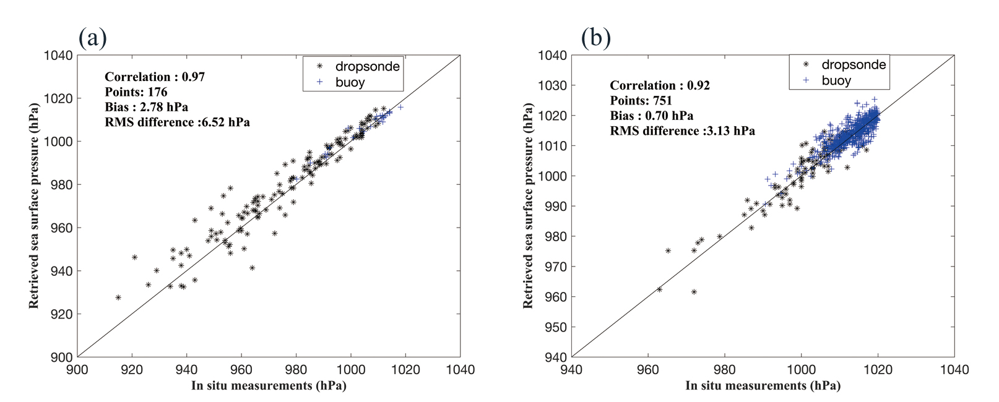 (a)
1040
1020
1000
980
960
940
920
900
900 920 940 960 980 1000 1020 1040
Retrieved sea surface pressure (hPa)
In situ measurements (hPa)
Correlation : 0.97
Points: 176
Bias : 2.78 hPa
RMS difference :6.52 hPa
dropsonde
buoy
(b)
1040
1030
1020
1010
1000
990
980
970
960
950
940
940 960 980 1000 1020 1040
Retrieved sea surface pressure (hPa)
In situ measurements (hPa)
Correlation : 0.92
Points: 751
Bias : 0.70 hPa
RMS difference :3.13 hPa
dropsonde
buoy